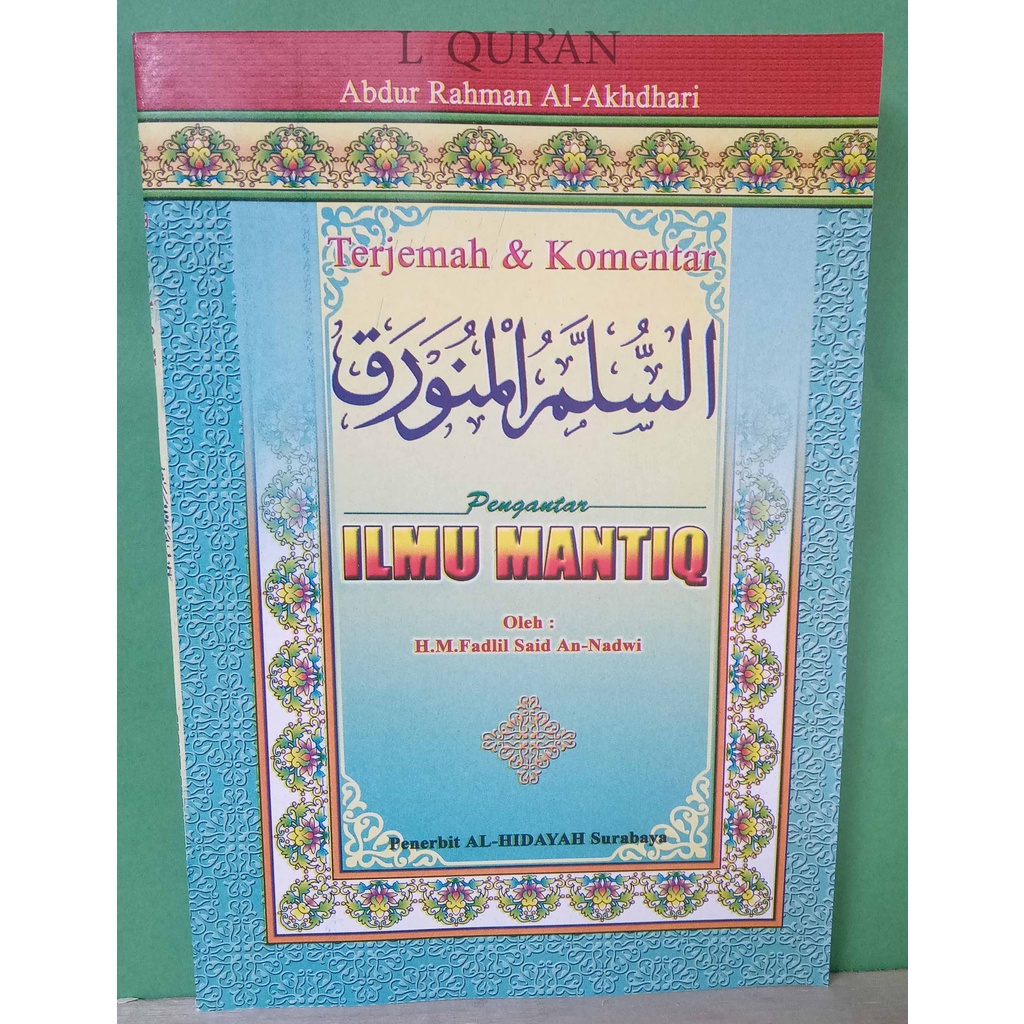 L QUR'AN
Abdur Rahman Al-Akhdhari
Terjemah & Komentar
السُّلَّمُ الْمُنَوْرَقِ
Pengantar
ILMU MANTIQ
Oleh :
H.M.Fadlil Said An-Nadwi
Penerbit AL-HIDAYAH Surabaya